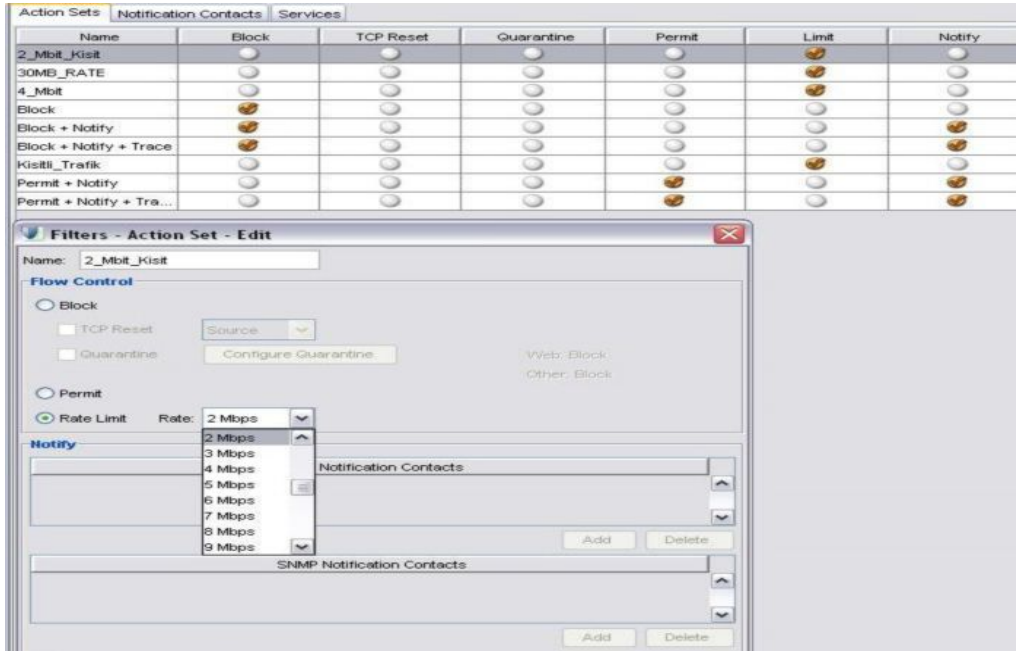 Action Sets Notification Contacts Services
Name Block TCP Reset Quarantine Permit Limit Notify
2_Mbit_Kisit
30MB_RATE
4_Mbit
Block
Block + Notify
Block + Notify + Trace
Kisitli_Trafik
Permit + Notify
Permit + Notify + Tra...
Filters - Action Set - Edit
Name: 2_Mbit_Kisit
Flow Control
Block
TCP Reset Source
Quarantine Configure Quarantine Web: Block
Other: Block
Permit
Rate Limit Rate: 2 Mbps
2 Mbps
3 Mbps
4 Mbps
5 Mbps
6 Mbps
7 Mbps
8 Mbps
9 Mbps
Notify
Notification Contacts
Add Delete
SNMP Notification Contacts
Add Delete